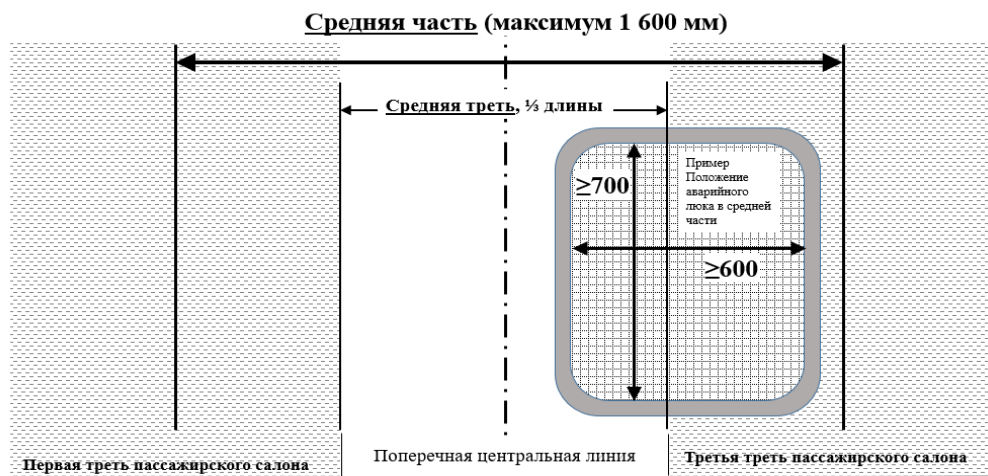 Средняя часть (максимум 1 600 мм)
Средняя треть, ⅓ длины
Пример
Положение
аварийного
люка в средней
части
≥700
≥600
Первая треть пассажирского салона
Поперечная центральная линия
Третья треть пассажирского салона